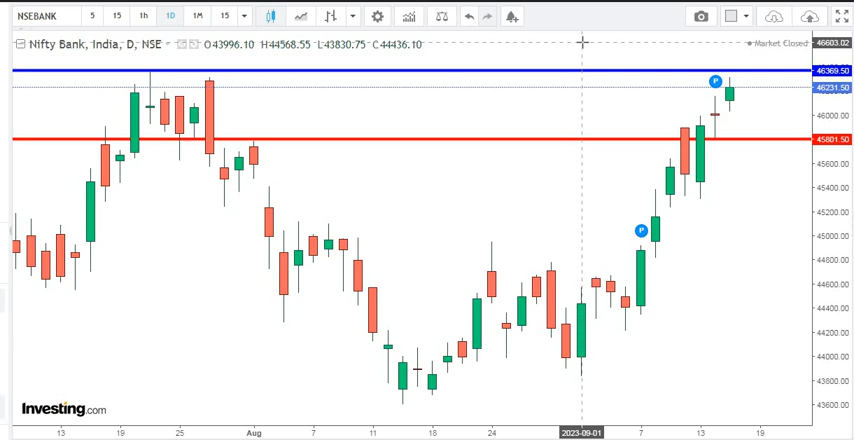 NSEBANK 5 15 1h 1D 1M 15
Nifty Bank, India, D, NSE O43996.10 H44568.55 L43830.75 C44436.10
Market Closed
46603.02
46369.50
46231.50
46000.00
45801.50
45600.00
45400.00
45200.00
45000.00
44800.00
44600.00
44400.00
44200.00
44000.00
43800.00
43600.00
P
P
Investing.com
13 19 25 Aug 7 11 18 24 2023-09-01 7 13 19